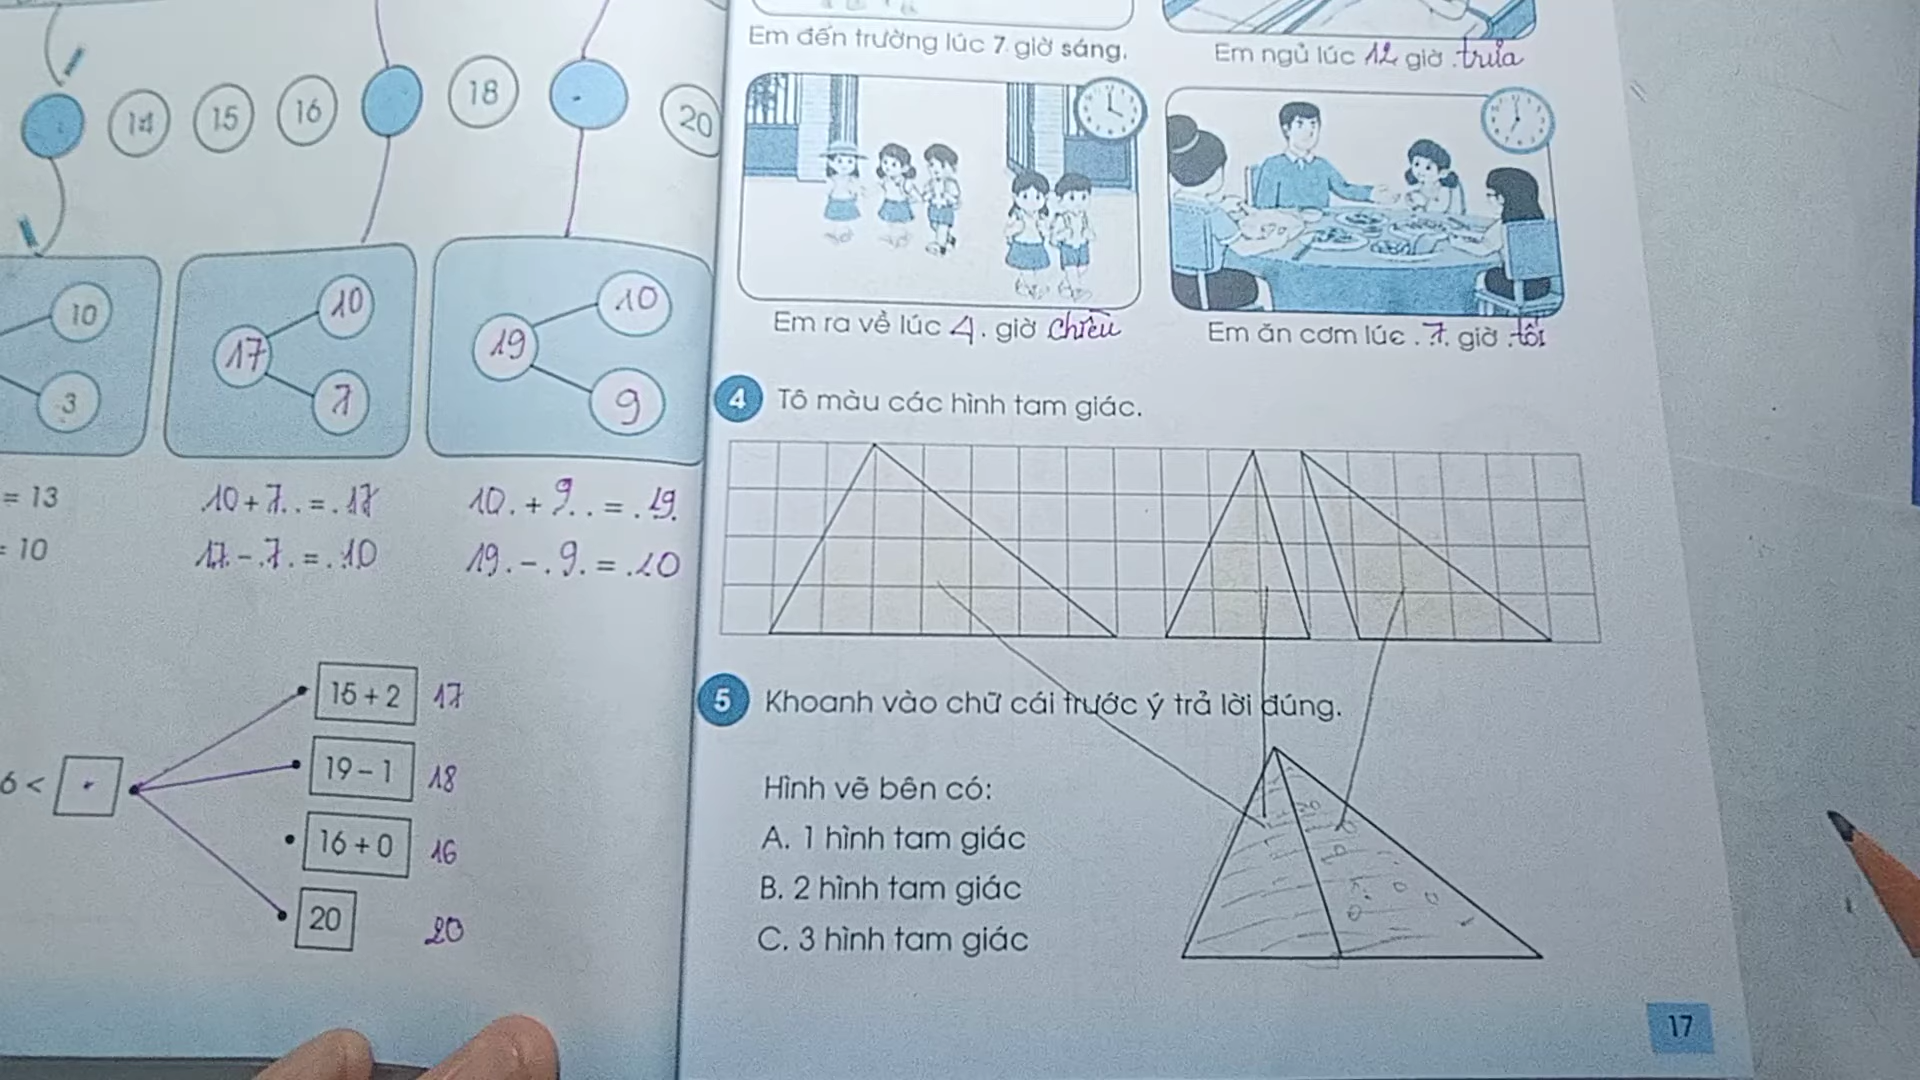 14 15 16 18 20
10
3
17 10
7
19 10
9
= 13
= 10
10 + 7 = 17
17 - 7 = 10
10 + 9 = 19
19 - 9 = 10
15 + 2 17
6 < 19 – 1 18
16 + 0 16
20 20
Em đến trường lúc 7 giờ sáng.
Em ngủ lúc 12 giờ trưa
Em ra về lúc 4 giờ chiều
Em ăn cơm lúc 7 giờ tối
4 Tô màu các hình tam giác.
5 Khoanh vào chữ cái trước ý trả lời đúng.
Hình vẽ bên có:
A. 1 hình tam giác
B. 2 hình tam giác
C. 3 hình tam giác
17